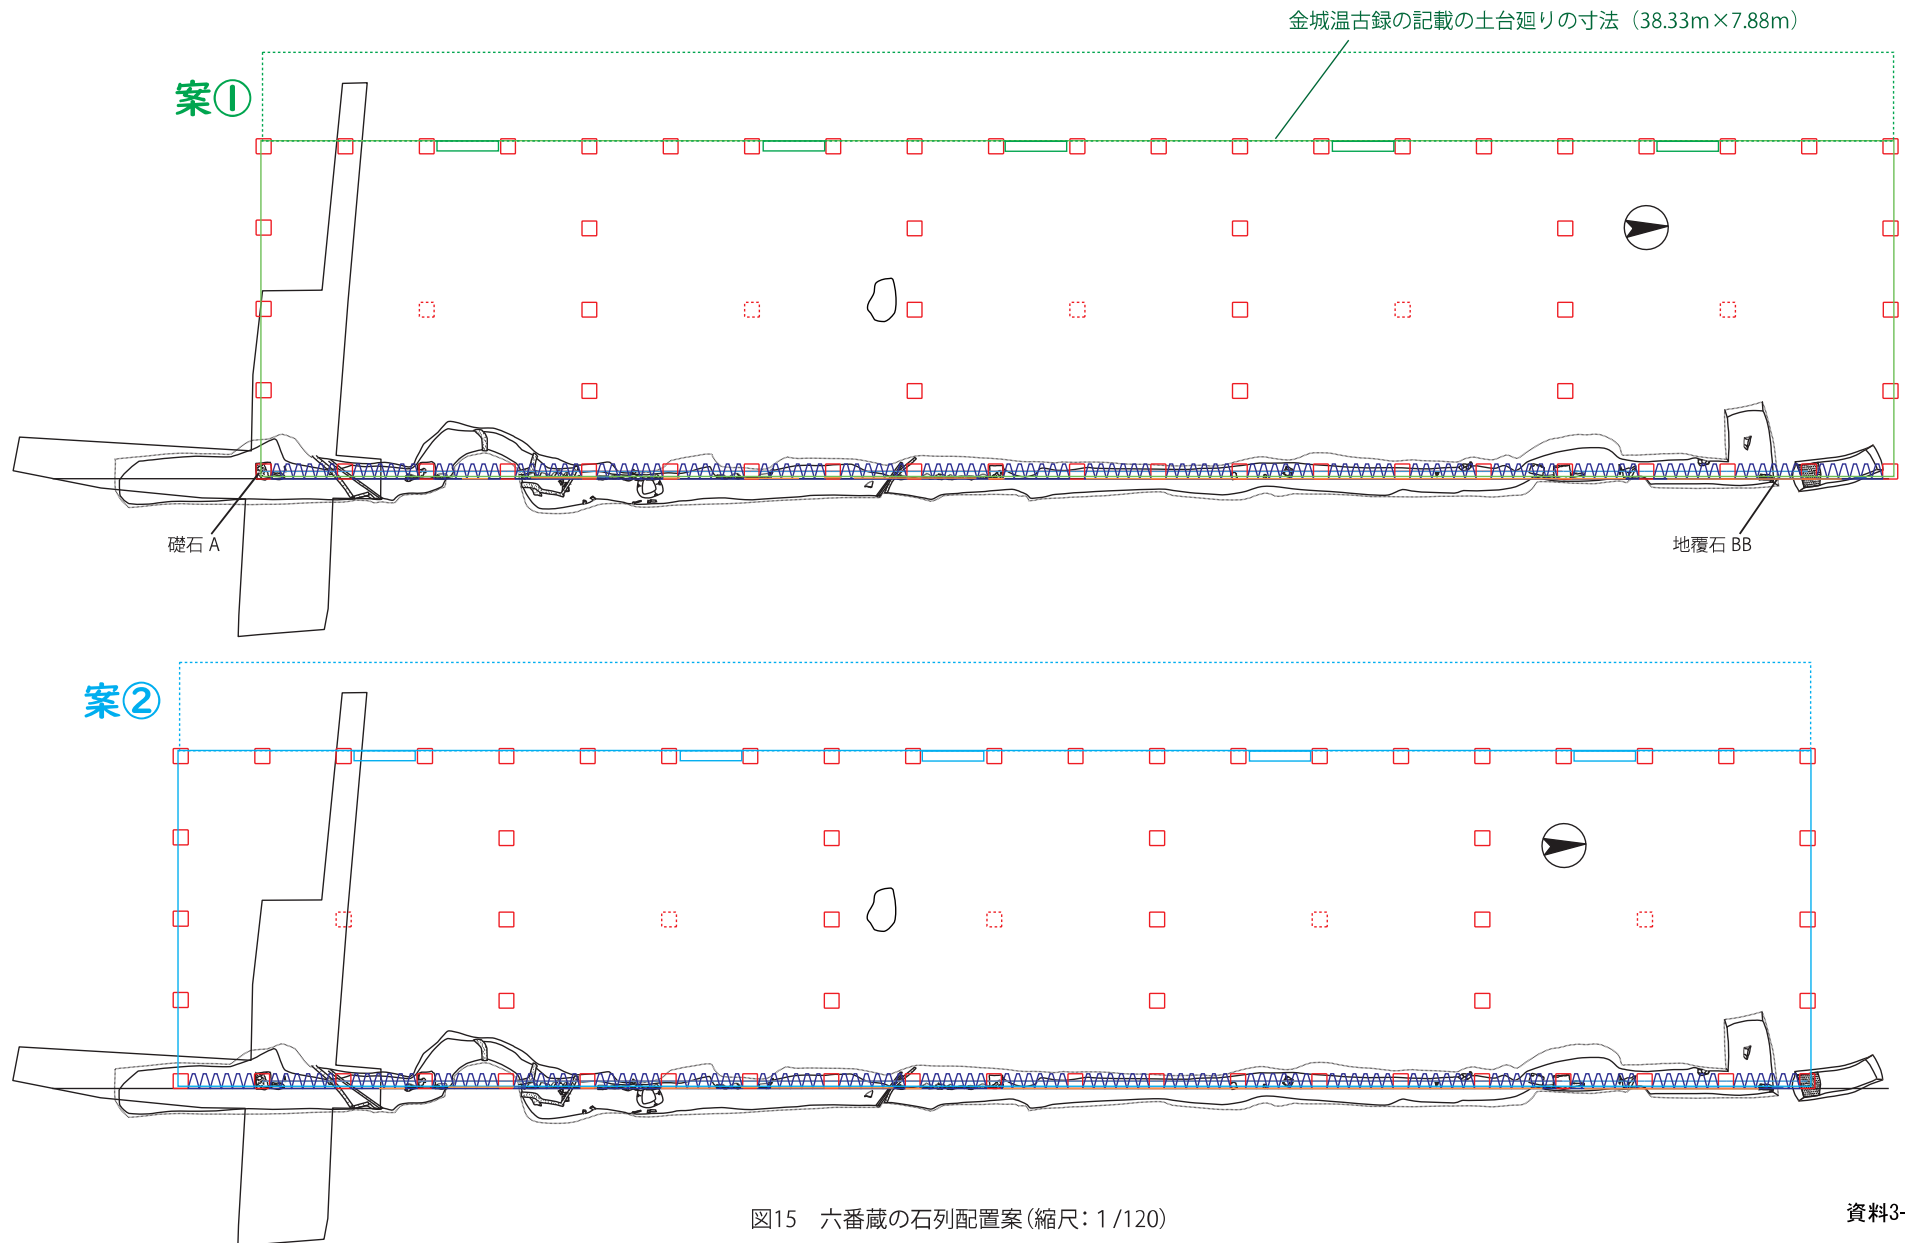 金城温古録の記載の土台廻りの寸法（38.33m×7.88m）
案①
礎石 A
地覆石 BB
案②
図15　六番蔵の石列配置案（縮尺：1/120）
資料3-